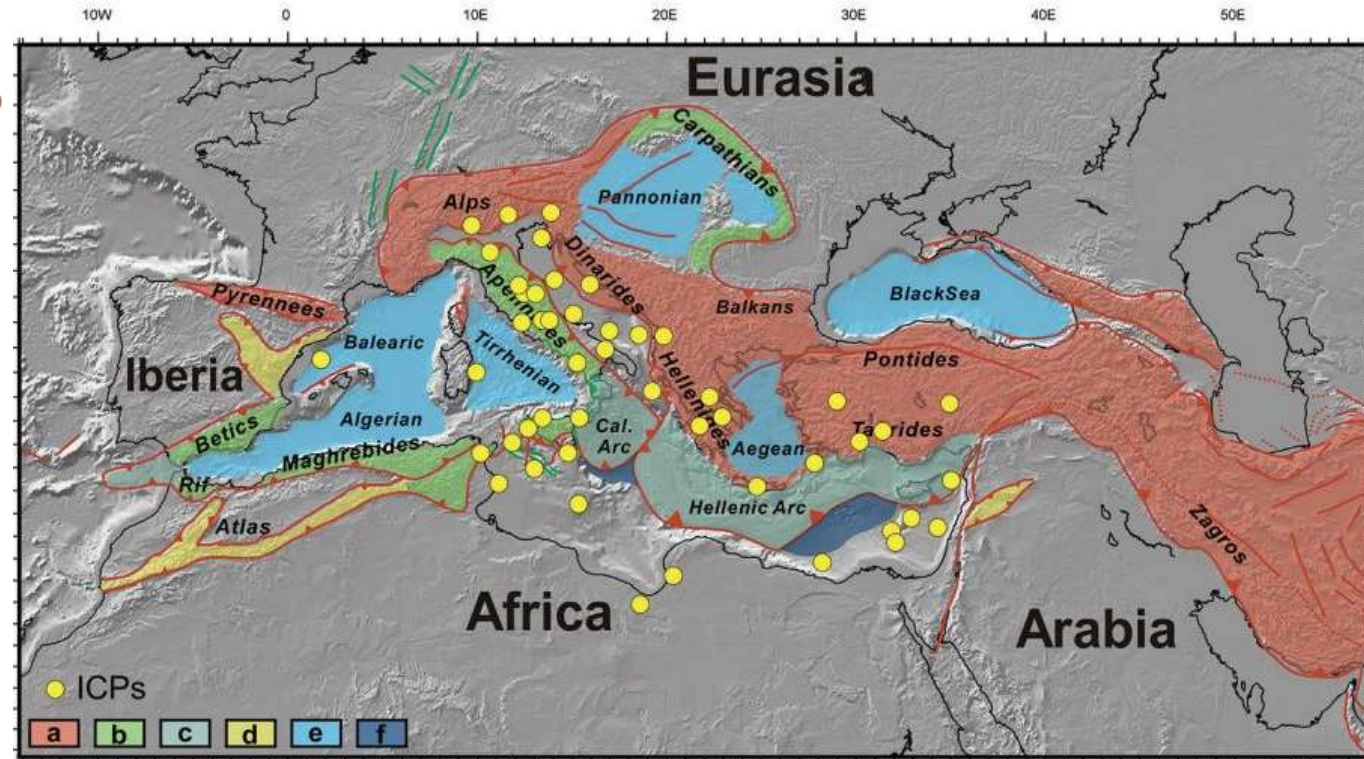 10W 0 10E 20E 30E 40E 50E
Eurasia
Carpathians
Pannonian
Alps
Dinarides
Apennines
Pyrennees
Balkans
BlackSea
Balearic
Tirrhenian
Iberia
Hellenines
Pontides
Algerian
Betics
Cal.
Arc
Aegean
Taurides
Maghrebides
Rif
Hellenic Arc
Atlas
Zagros
Africa
Arabia
ICPs
a b c d e f